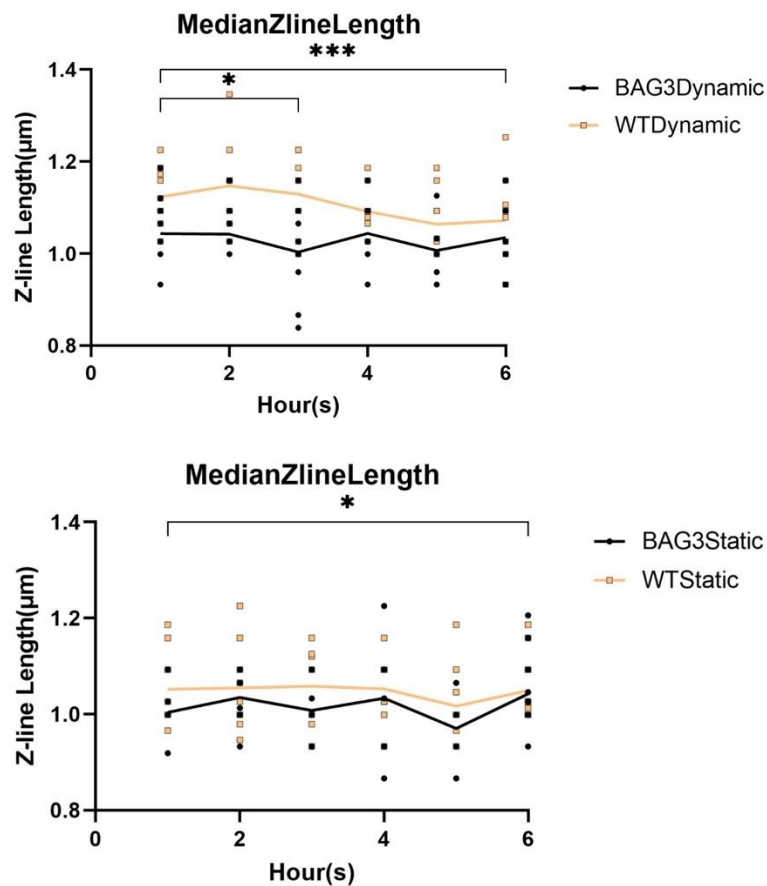 MedianZlineLength
***
*
1.4
1.2
1.0
0.8
Z-line Length(μm)
0 2 4 6
Hour(s)
BAG3Dynamic
WTDynamic
MedianZlineLength
*
1.4
1.2
1.0
0.8
Z-line Length(μm)
0 2 4 6
Hour(s)
BAG3Static
WTStatic